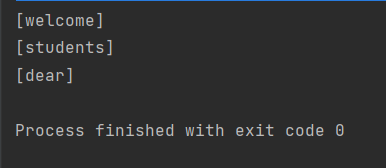 [welcome]
[students]
[dear]
Process finished with exit code 0